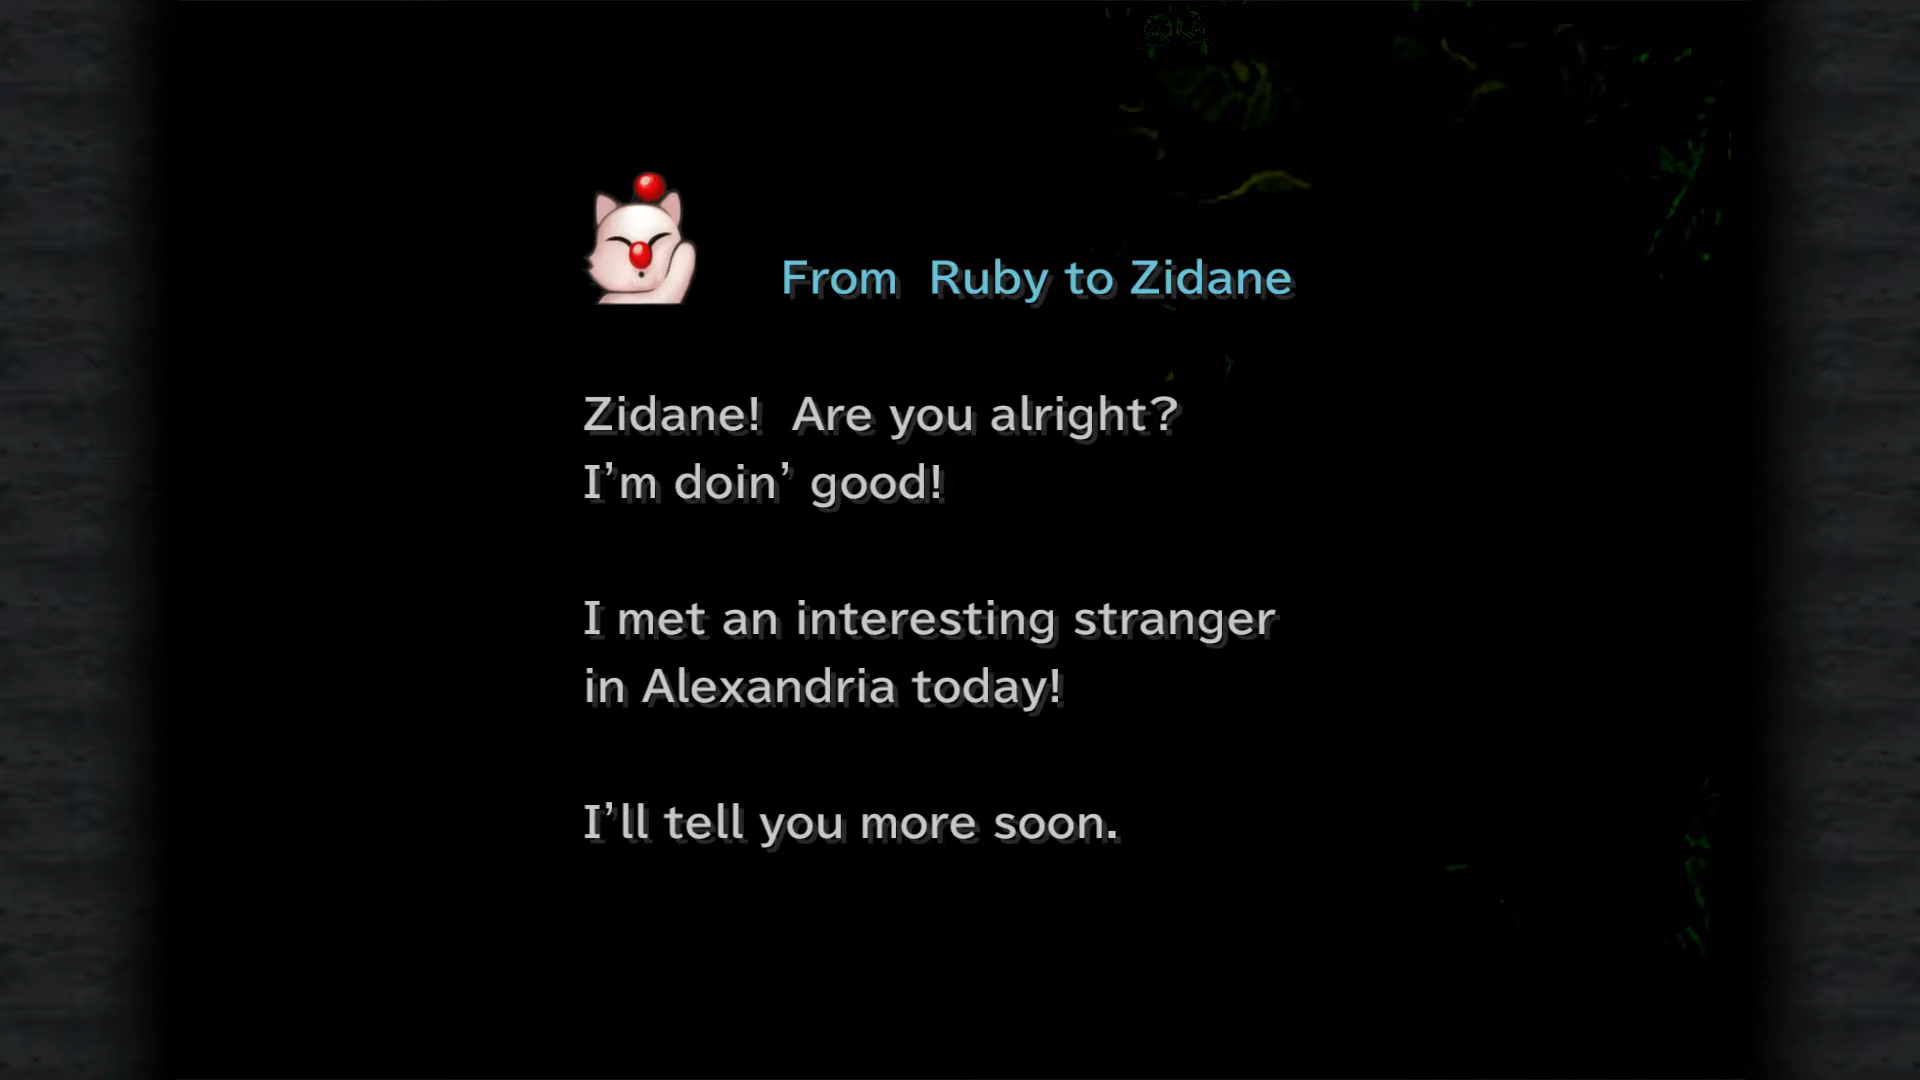 From  Ruby to Zidane
Zidane!  Are you alright?
I’m doin’ good!
I met an interesting stranger
in Alexandria today!
I’ll tell you more soon.